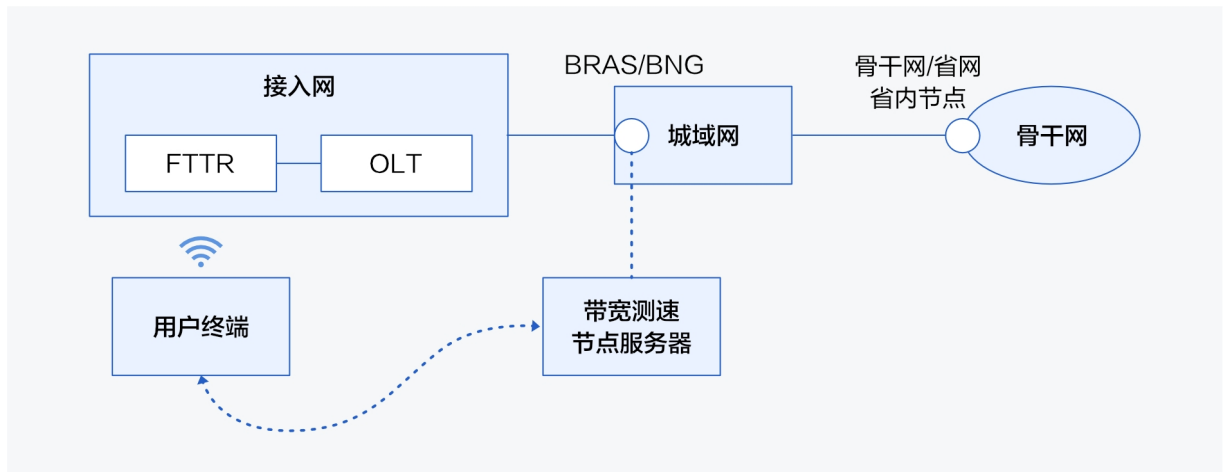 接入网
FTTR
OLT
BRAS/BNG
城域网
骨干网/省网
省内节点
骨干网
用户终端
带宽测速
节点服务器